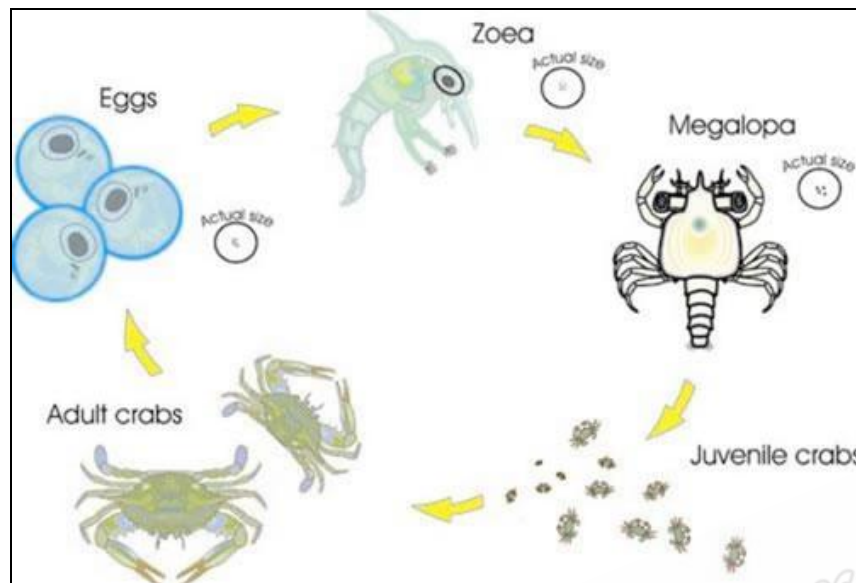 Zoea
Actual size
Eggs
Megalopa
Actual size
Actual size
Adult crabs
Juvenile crabs